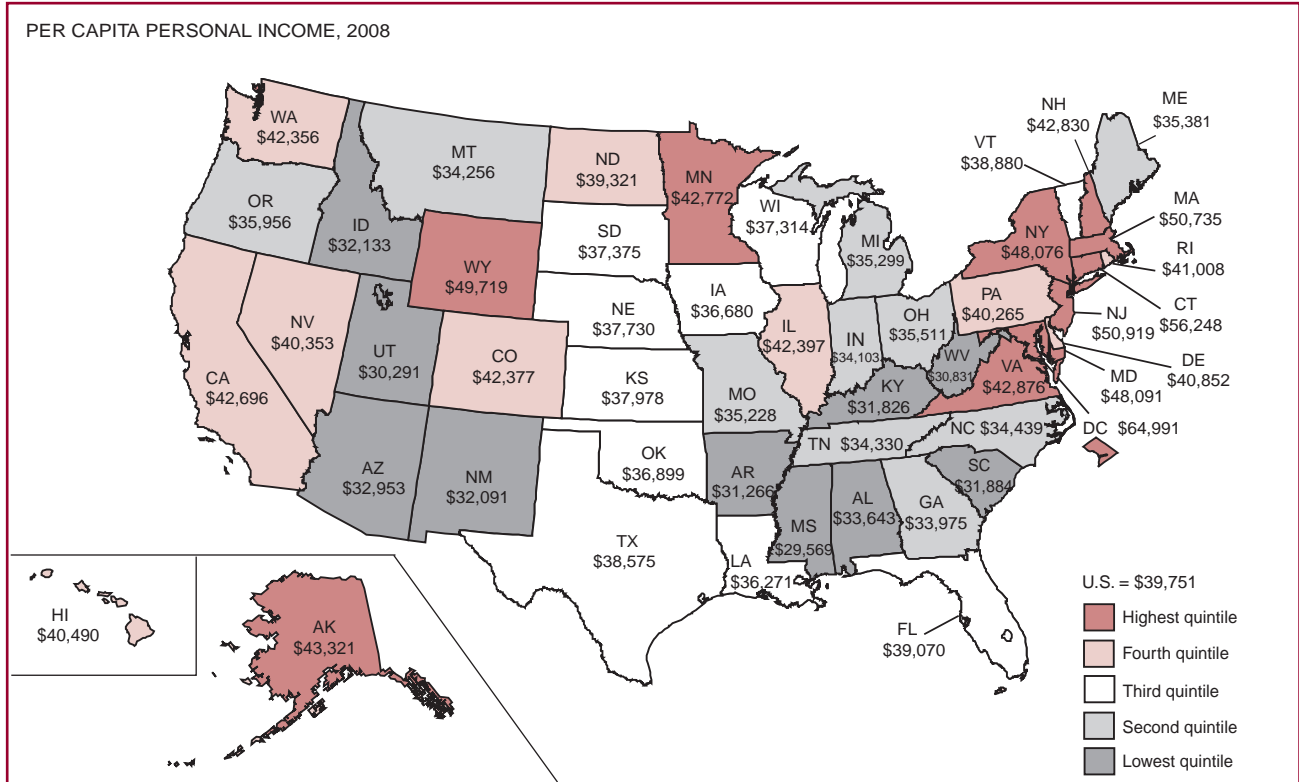 PER CAPITA PERSONAL INCOME, 2008
WA
$42,356
MT
$34,256
ND
$39,321
MN
$42,772
NH
$42,830
ME
$35,381
VT
$38,880
OR
$35,956
ID
$32,133
WY
$49,719
SD
$37,375
WI
$37,314
MI
$35,299
NY
$48,076
MA
$50,735
RI
$41,008
CT
$56,248
NJ
$50,919
DE
$40,852
MD
$48,091
DC $64,991
CA
$42,696
NV
$40,353
UT
$30,291
CO
$42,377
NE
$37,730
IA
$36,680
IL
$42,397
IN
$34,103
OH
$35,511
PA
$40,265
WV
$30,831
VA
$42,876
KS
$37,978
MO
$35,228
KY
$31,826
TN $34,330
NC $34,439
SC
$31,884
AZ
$32,953
NM
$32,091
OK
$36,899
AR
$31,266
MS
$29,569
AL
$33,643
GA
$33,975
TX
$38,575
LA
$36,271
FL
$39,070
HI
$40,490
AK
$43,321
U.S. = $39,751
Highest quintile
Fourth quintile
Third quintile
Second quintile
Lowest quintile